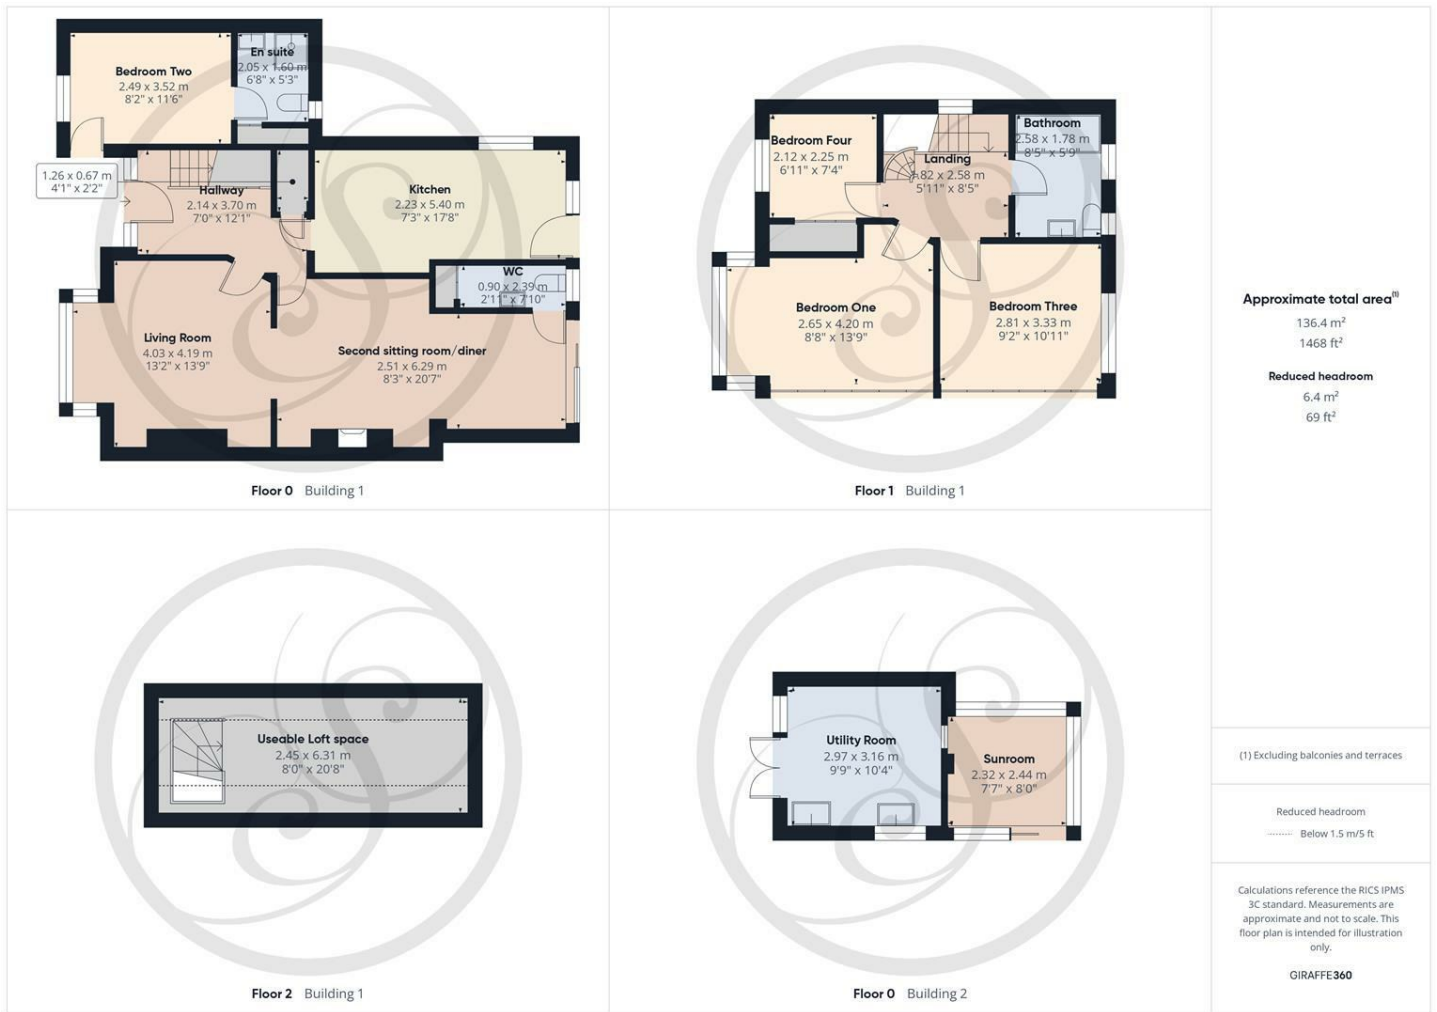 Bedroom Two
2.49 x 3.52 m
8'2" x 11'6"
En suite
2.05 x 1.60 m
6'8" x 5'3"
1.26 x 0.67 m
4'1" x 2'2"
Hallway
2.14 x 3.70 m
7'0" x 12'1"
Kitchen
2.23 x 5.40 m
7'3" x 17'8"
WC
0.90 x 2.39 m
2'11" x 7'10"
Living Room
4.03 x 4.19 m
13'2" x 13'9"
Second sitting room/diner
2.51 x 6.29 m
8'3" x 20'7"
Floor 0 Building 1
Bedroom Four
2.12 x 2.25 m
6'11" x 7'4"
Landing
1.82 x 2.58 m
5'11" x 8'5"
Bathroom
2.58 x 1.78 m
8'5" x 5'9"
Bedroom One
2.65 x 4.20 m
8'8" x 13'9"
Bedroom Three
2.81 x 3.33 m
9'2" x 10'11"
Floor 1 Building 1
Useable Loft space
2.45 x 6.31 m
8'0" x 20'8"
Floor 2 Building 1
Utility Room
2.97 x 3.16 m
9'9" x 10'4"
Sunroom
2.32 x 2.44 m
7'7" x 8'0"
Floor 0 Building 2
Approximate total area(1)
136.4 m²
1468 ft²
Reduced headroom
6.4 m²
69 ft²
(1) Excluding balconies and terraces
Reduced headroom
Below 1.5 m/5 ft
Calculations reference the RICS IPMS
3C standard. Measurements are
approximate and not to scale. This
floor plan is intended for illustration
only.
GIRAFFE360